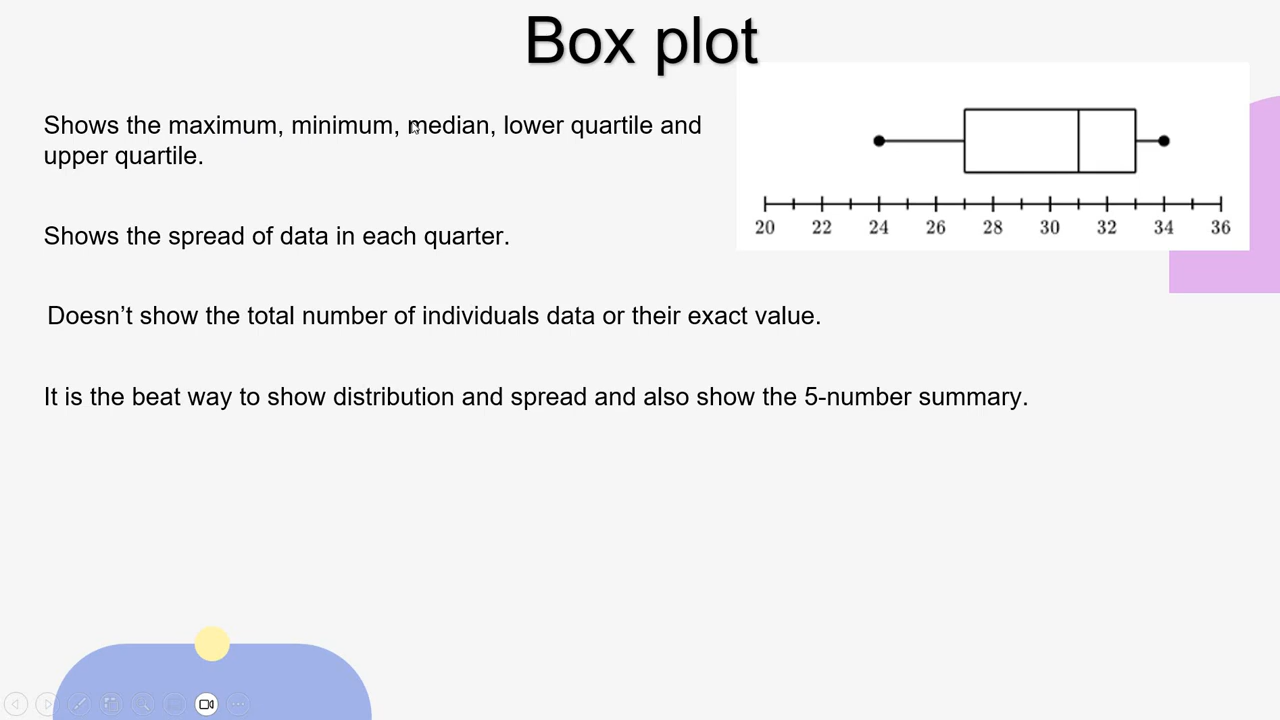 Box plot
Shows the maximum, minimum, median, lower quartile and
upper quartile.
Shows the spread of data in each quarter.
Doesn’t show the total number of individuals data or their exact value.
It is the beat way to show distribution and spread and also show the 5-number summary.
20 22 24 26 28 30 32 34 36